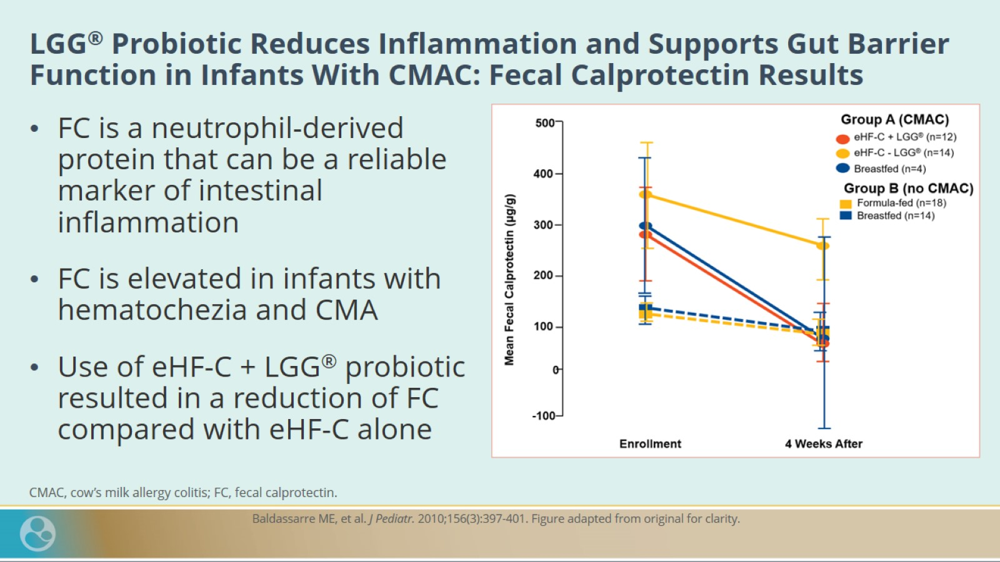 LGG® Probiotic Reduces Inflammation and Supports Gut Barrier
Function in Infants With CMAC: Fecal Calprotectin Results
• FC is a neutrophil-derived
protein that can be a reliable
marker of intestinal
inflammation
• FC is elevated in infants with
hematochezia and CMA
• Use of eHF-C + LGG® probiotic
resulted in a reduction of FC
compared with eHF-C alone
Mean Fecal Calprotectin (µg/g)
500
400
300
200
100
0
-100
Enrollment
4 Weeks After
Group A (CMAC)
eHF-C + LGG® (n=12)
eHF-C - LGG® (n=14)
Breastfed (n=4)
Group B (no CMAC)
Formula-fed (n=18)
Breastfed (n=14)
CMAC, cow’s milk allergy colitis; FC, fecal calprotectin.
Baldassarre ME, et al. J Pediatr. 2010;156(3):397-401. Figure adapted from original for clarity.